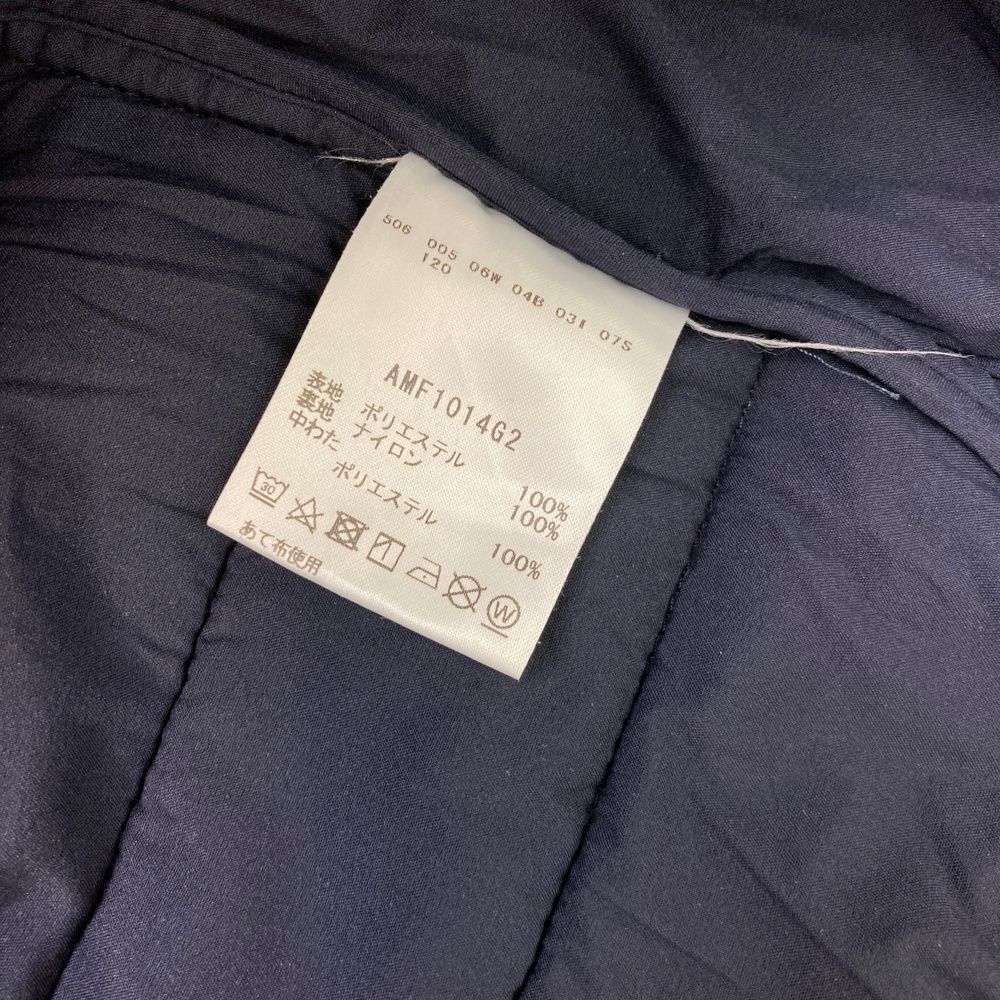 506 005 06W 04B 031 07S
120
AMF1014G2
表地 ポリエステル 100%
裏地 ナイロン 100%
中わた ポリエステル 100%
30 W
あて布使用